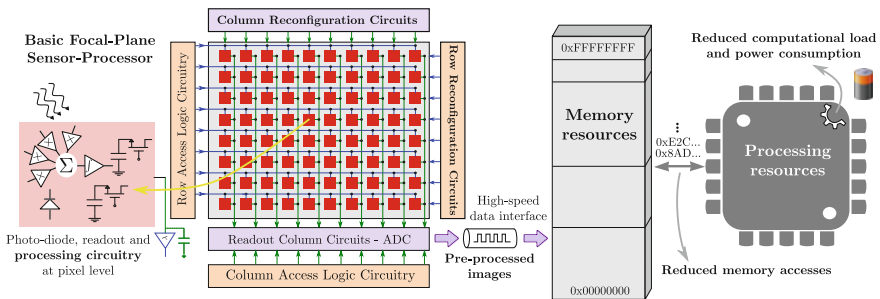 Basic Focal-Plane
Sensor-Processor
Photo-diode, readout and
processing circuitry
at pixel level
Column Reconfiguration Circuits
Row Access Logic Circuitry
Row Reconfiguration Circuits
Readout Column Circuits - ADC
Column Access Logic Circuitry
High-speed
data interface
Pre-processed
images
0xFFFFFFFF
Memory
resources
0x00000000
Reduced computational load
and power consumption
0xE2C...
0x8AD...
Processing
resources
Reduced memory accesses